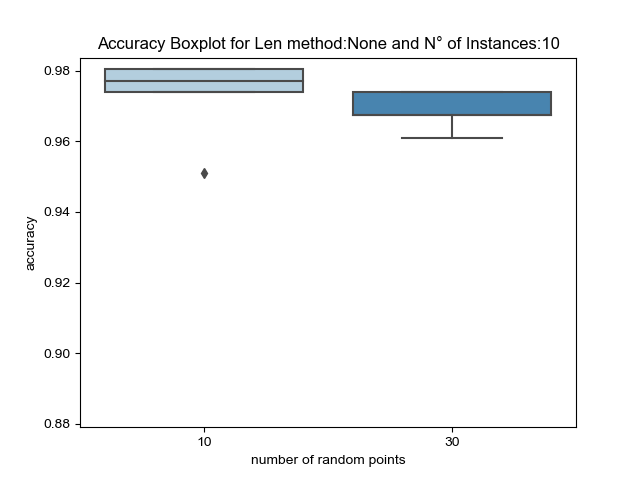 Accuracy Boxplot for Len method:None and N° of Instances:10
0.98
0.96
0.94
0.92
0.90
0.88
accuracy
10
30
number of random points